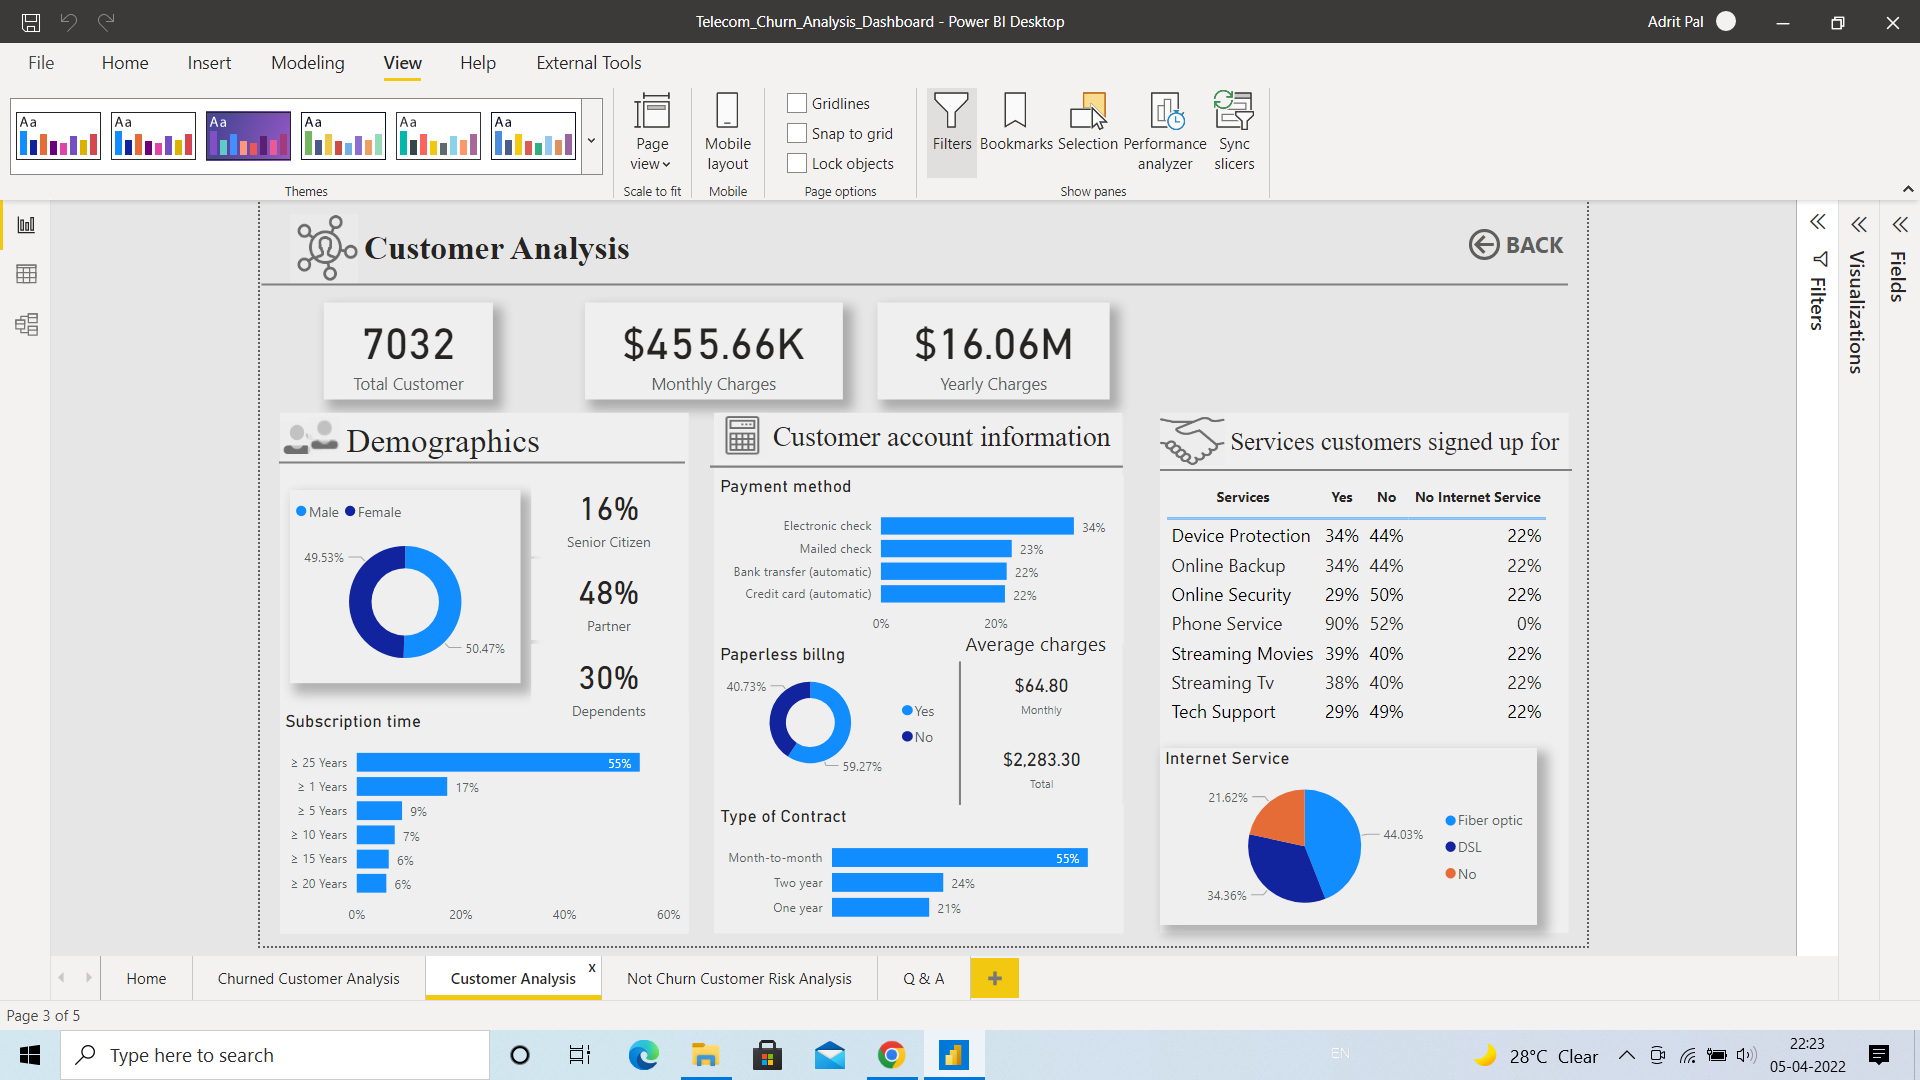 Telecom_Churn_Analysis_Dashboard - Power BI Desktop
Adrit Pal
File Home Insert Modeling View Help External Tools
Aa Aa Aa Aa Aa Aa
Page view
Mobile layout
Gridlines
Snap to grid
Lock objects
Filters
Bookmarks
Selection
Performance analyzer
Sync slicers
Themes
Scale to fit
Mobile
Page options
Show panes
Customer Analysis
BACK
7032
Total Customer
$455.66K
Monthly Charges
$16.06M
Yearly Charges
Demographics
Male Female
49.53%
50.47%
16%
Senior Citizen
48%
Partner
30%
Dependents
Subscription time
≥ 25 Years 55%
≥ 1 Years 17%
≥ 5 Years 9%
≥ 10 Years 7%
≥ 15 Years 6%
≥ 20 Years 6%
0% 20% 40% 60%
Customer account information
Payment method
Electronic check 34%
Mailed check 23%
Bank transfer (automatic) 22%
Credit card (automatic) 22%
0% 20%
Paperless billng
40.73%
59.27%
Yes
No
Average charges
$64.80
Monthly
$2,283.30
Total
Type of Contract
Month-to-month 55%
Two year 24%
One year 21%
Services customers signed up for
Services Yes No No Internet Service
Device Protection 34% 44% 22%
Online Backup 34% 44% 22%
Online Security 29% 50% 22%
Phone Service 90% 52% 0%
Streaming Movies 39% 40% 22%
Streaming Tv 38% 40% 22%
Tech Support 29% 49% 22%
Internet Service
21.62%
44.03%
34.36%
Fiber optic
DSL
No
Filters
Visualizations
Fields
Home Churned Customer Analysis Customer Analysis x Not Churn Customer Risk Analysis Q & A +
Page 3 of 5
Type here to search
EN
28°C Clear
22:23
05-04-2022